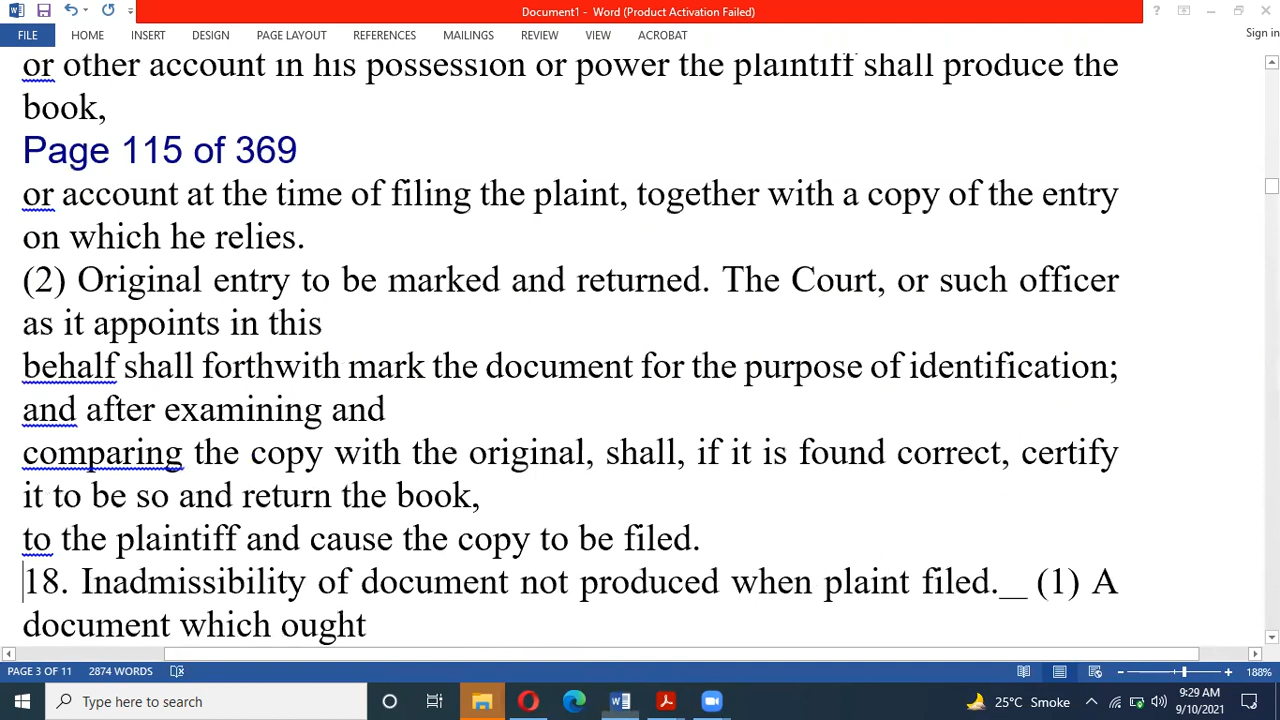 Document1 - Word (Product Activation Failed)
FILE HOME INSERT DESIGN PAGE LAYOUT REFERENCES MAILINGS REVIEW VIEW ACROBAT Sign in
or other account in his possession or power the plaintiff shall produce the
book,
Page 115 of 369
or account at the time of filing the plaint, together with a copy of the entry
on which he relies.
(2) Original entry to be marked and returned. The Court, or such officer
as it appoints in this
behalf shall forthwith mark the document for the purpose of identification;
and after examining and
comparing the copy with the original, shall, if it is found correct, certify
it to be so and return the book,
to the plaintiff and cause the copy to be filed.
18. Inadmissibility of document not produced when plaint filed.__ (1) A
document which ought
PAGE 3 OF 11 2874 WORDS 188%
Type here to search 25°C Smoke 9:29 AM
9/10/2021